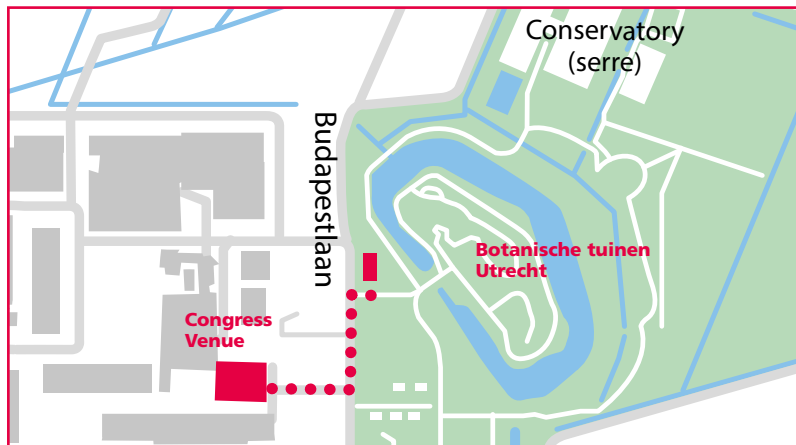 Conservatory
(serre)
Budapestlaan
Botanische tuinen
Utrecht
Congress
Venue